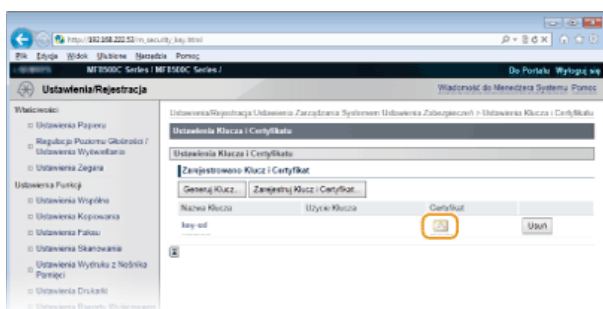 Plik Edycja Widok Ulubione Narzędzia Pomoc
MF8500C Series / MF8500C Series /
Do Portalu Wyloguj się
Ustawienia/Rejestracja
Wiadomość do Menedżera Systemu Pomoc
Właściwości
Ustawienia Papieru
Regulacja Poziomu Głośności /
Ustawienia Wyświetlania
Ustawienia Zegara
Ustawienia Funkcji
Ustawienia Wspólne
Ustawienia Kopiowania
Ustawienia Faksu
Ustawienia Skanowania
Ustawienia Wydruku z Nośnika
Pamięci
Ustawienia Drukarki
Ustawienia/Rejestracja Ustawienia Zarządzania Systemem Ustawienia Zabezpieczeń > Ustawienia Klucza i Certyfikatu
Ustawienia Klucza i Certyfikatu
Ustawienia Klucza i Certyfikatu
Zarejestrowano Klucz i Certyfikat
Generuj Klucz... Zarejestruj Klucz i Certyfikat...
Nazwa Klucza Użycie Klucza Certyfikat
Usuń